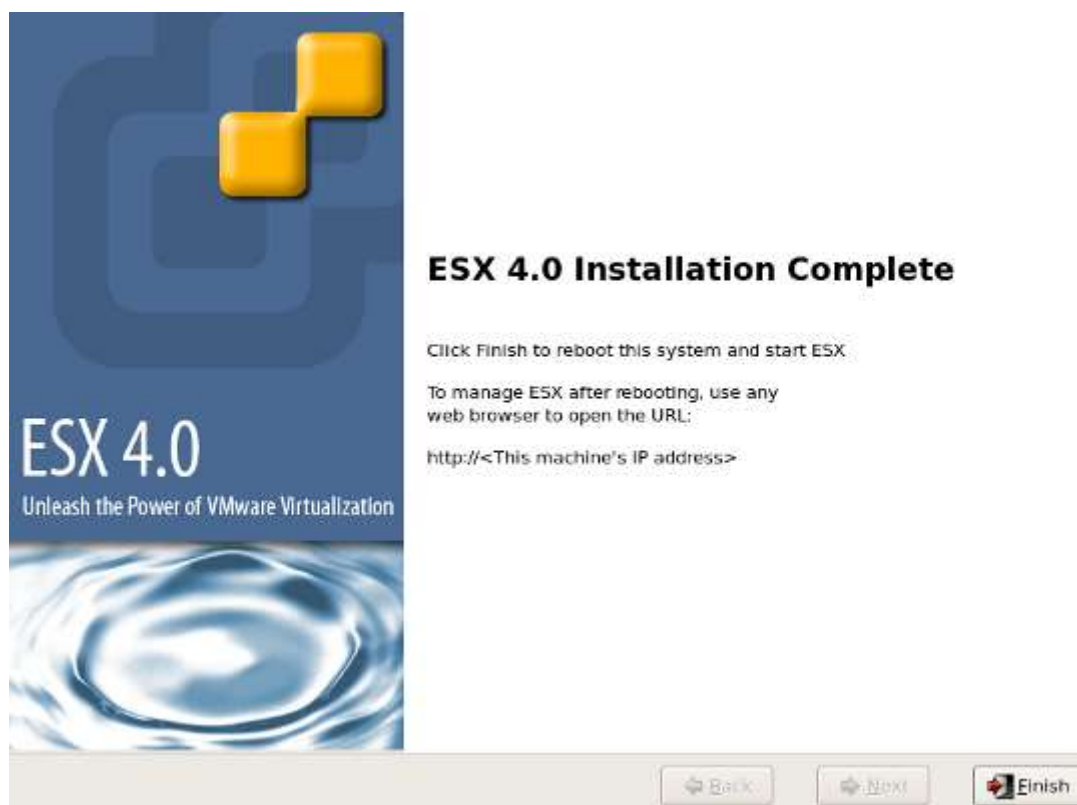 ESX 4.0 Installation Complete
Click Finish to reboot this system and start ESX
To manage ESX after rebooting, use any
web browser to open the URL:
http://<This machine's IP address>
ESX 4.0
Unleash the Power of VMware Virtualization
Back
Next
Finish